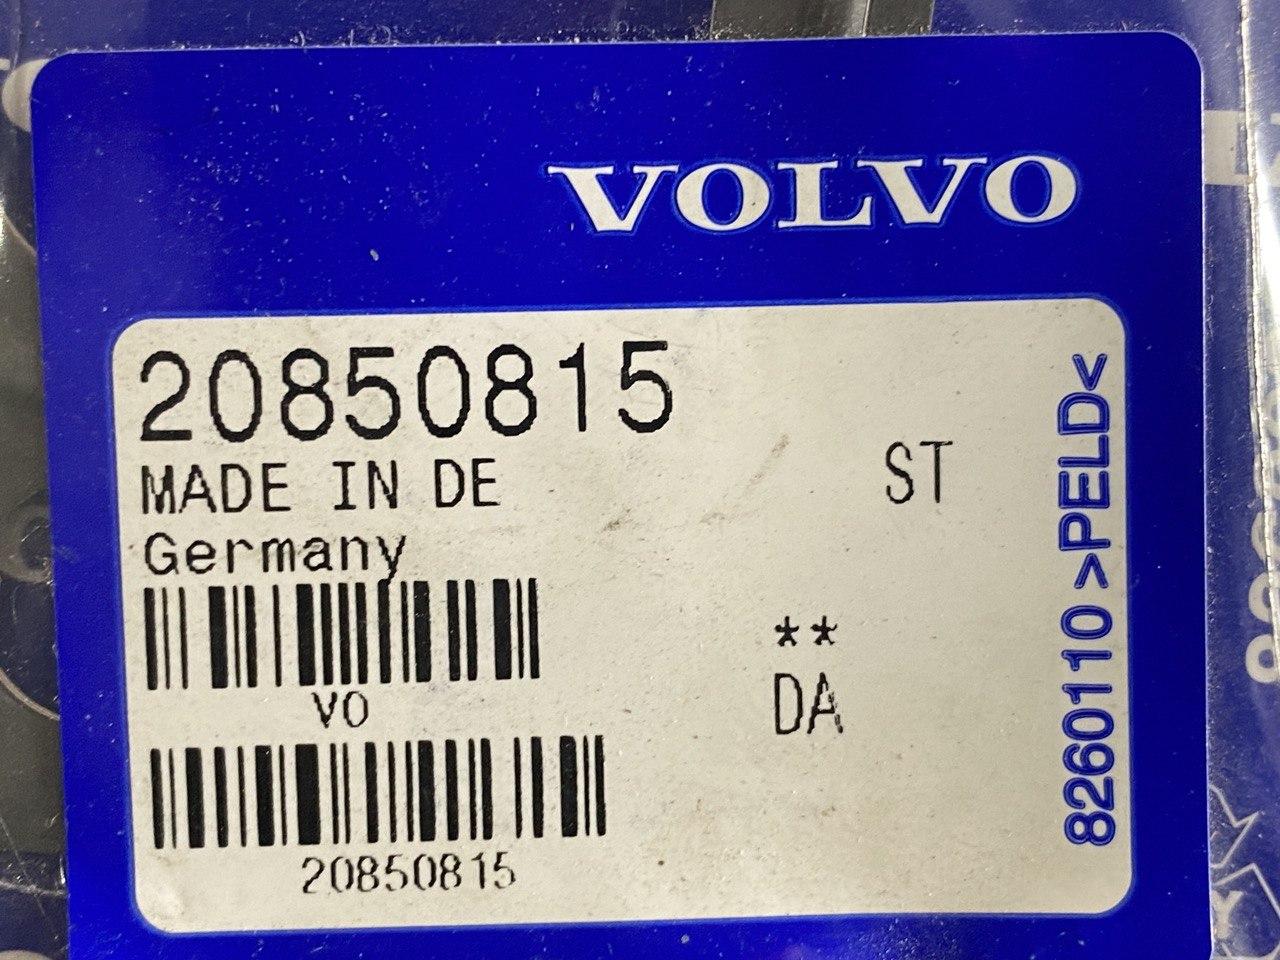 VOLVO
20850815
MADE IN DE
ST
Germany
VO
**
DA
20850815
8260110 >PELD<